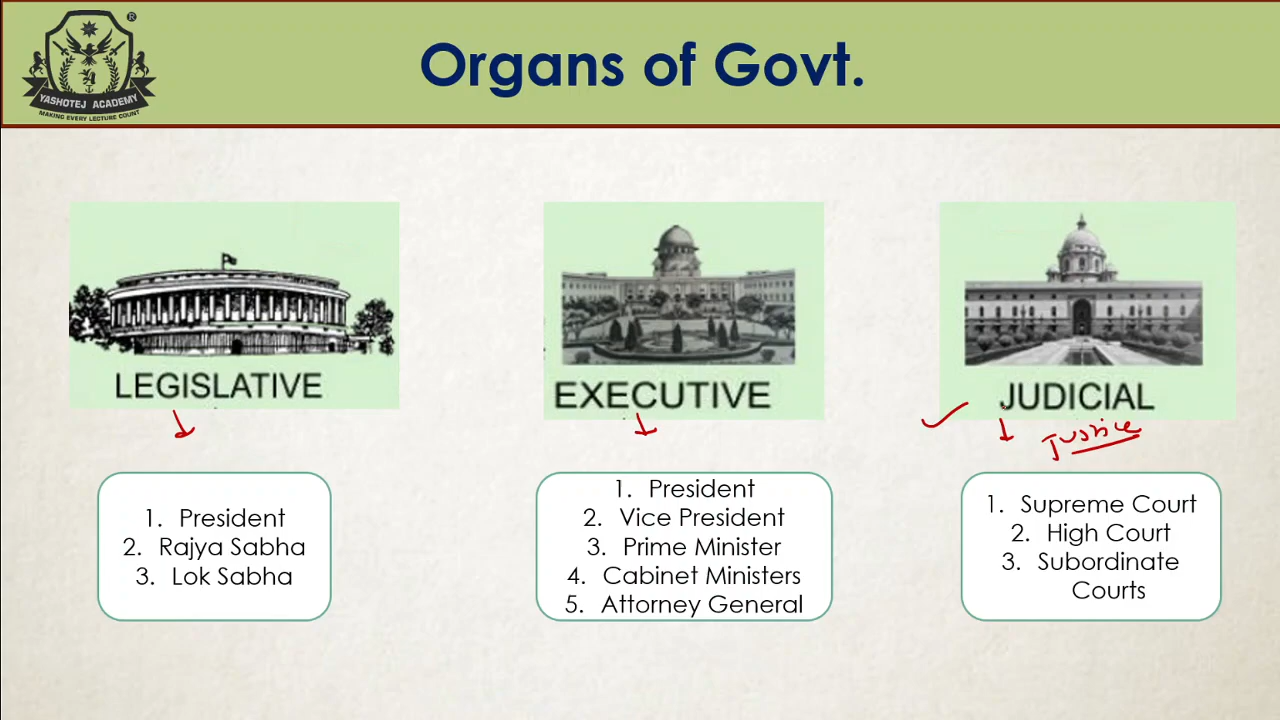 YASHOTEJ ACADEMY
MAKING EVERY LECTURE COUNT
®
Organs of Govt.
LEGISLATIVE
EXECUTIVE
JUDICIAL
Justice
1. President
2. Rajya Sabha
3. Lok Sabha
1. President
2. Vice President
3. Prime Minister
4. Cabinet Ministers
5. Attorney General
1. Supreme Court
2. High Court
3. Subordinate
Courts